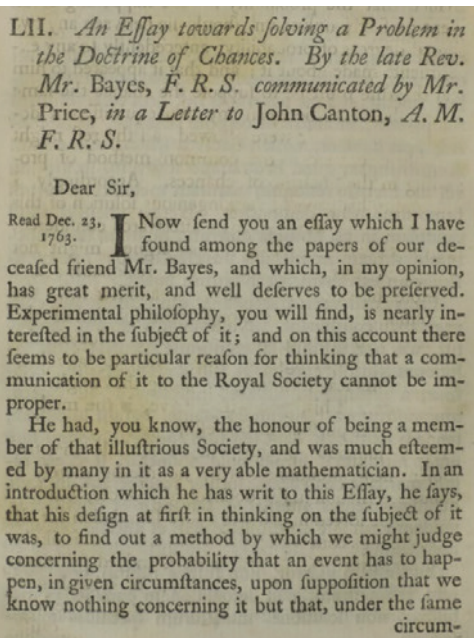 LII. An Eſſay towards ſolving a Problem in
the Doctrine of Chances. By the late Rev.
Mr. Bayes, F. R. S. communicated by Mr.
Price, in a Letter to John Canton, A. M.
F. R. S.
Dear Sir,
Read Dec. 23,
1763.
I Now ſend you an eſſay which I have
found among the papers of our de-
ceaſed friend Mr. Bayes, and which, in my opinion,
has great merit, and well deſerves to be preſerved.
Experimental philoſophy, you will find, is nearly in-
tereſted in the ſubject of it; and on this account there
ſeems to be particular reaſon for thinking that a com-
munication of it to the Royal Society cannot be im-
proper.
He had, you know, the honour of being a mem-
ber of that illuſtrious Society, and was much eſteem-
ed by many in it as a very able mathematician. In an
introduction which he has writ to this Eſſay, he ſays,
that his deſign at firſt in thinking on the ſubject of it
was, to find out a method by which we might judge
concerning the probability that an event has to hap-
pen, in given circumſtances, upon ſuppoſition that we
know nothing concerning it but that, under the ſame
circum-